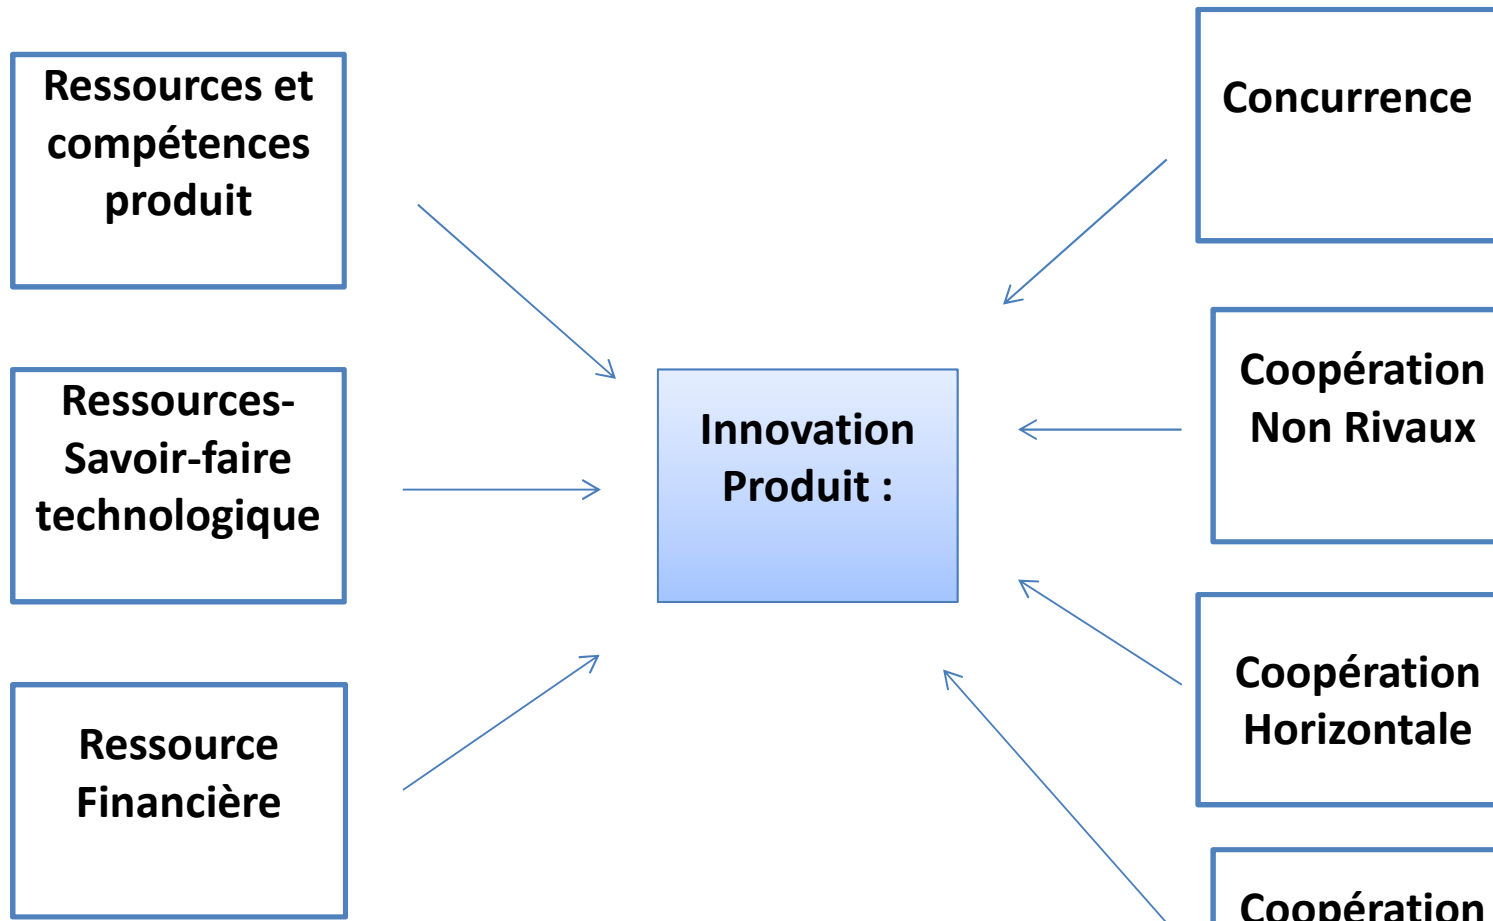 Ressources et
compétences
produit
Ressources-
Savoir-faire
technologique
Ressource
Financière
Innovation
Produit :
Concurrence
Coopération
Non Rivaux
Coopération
Horizontale
Coopération